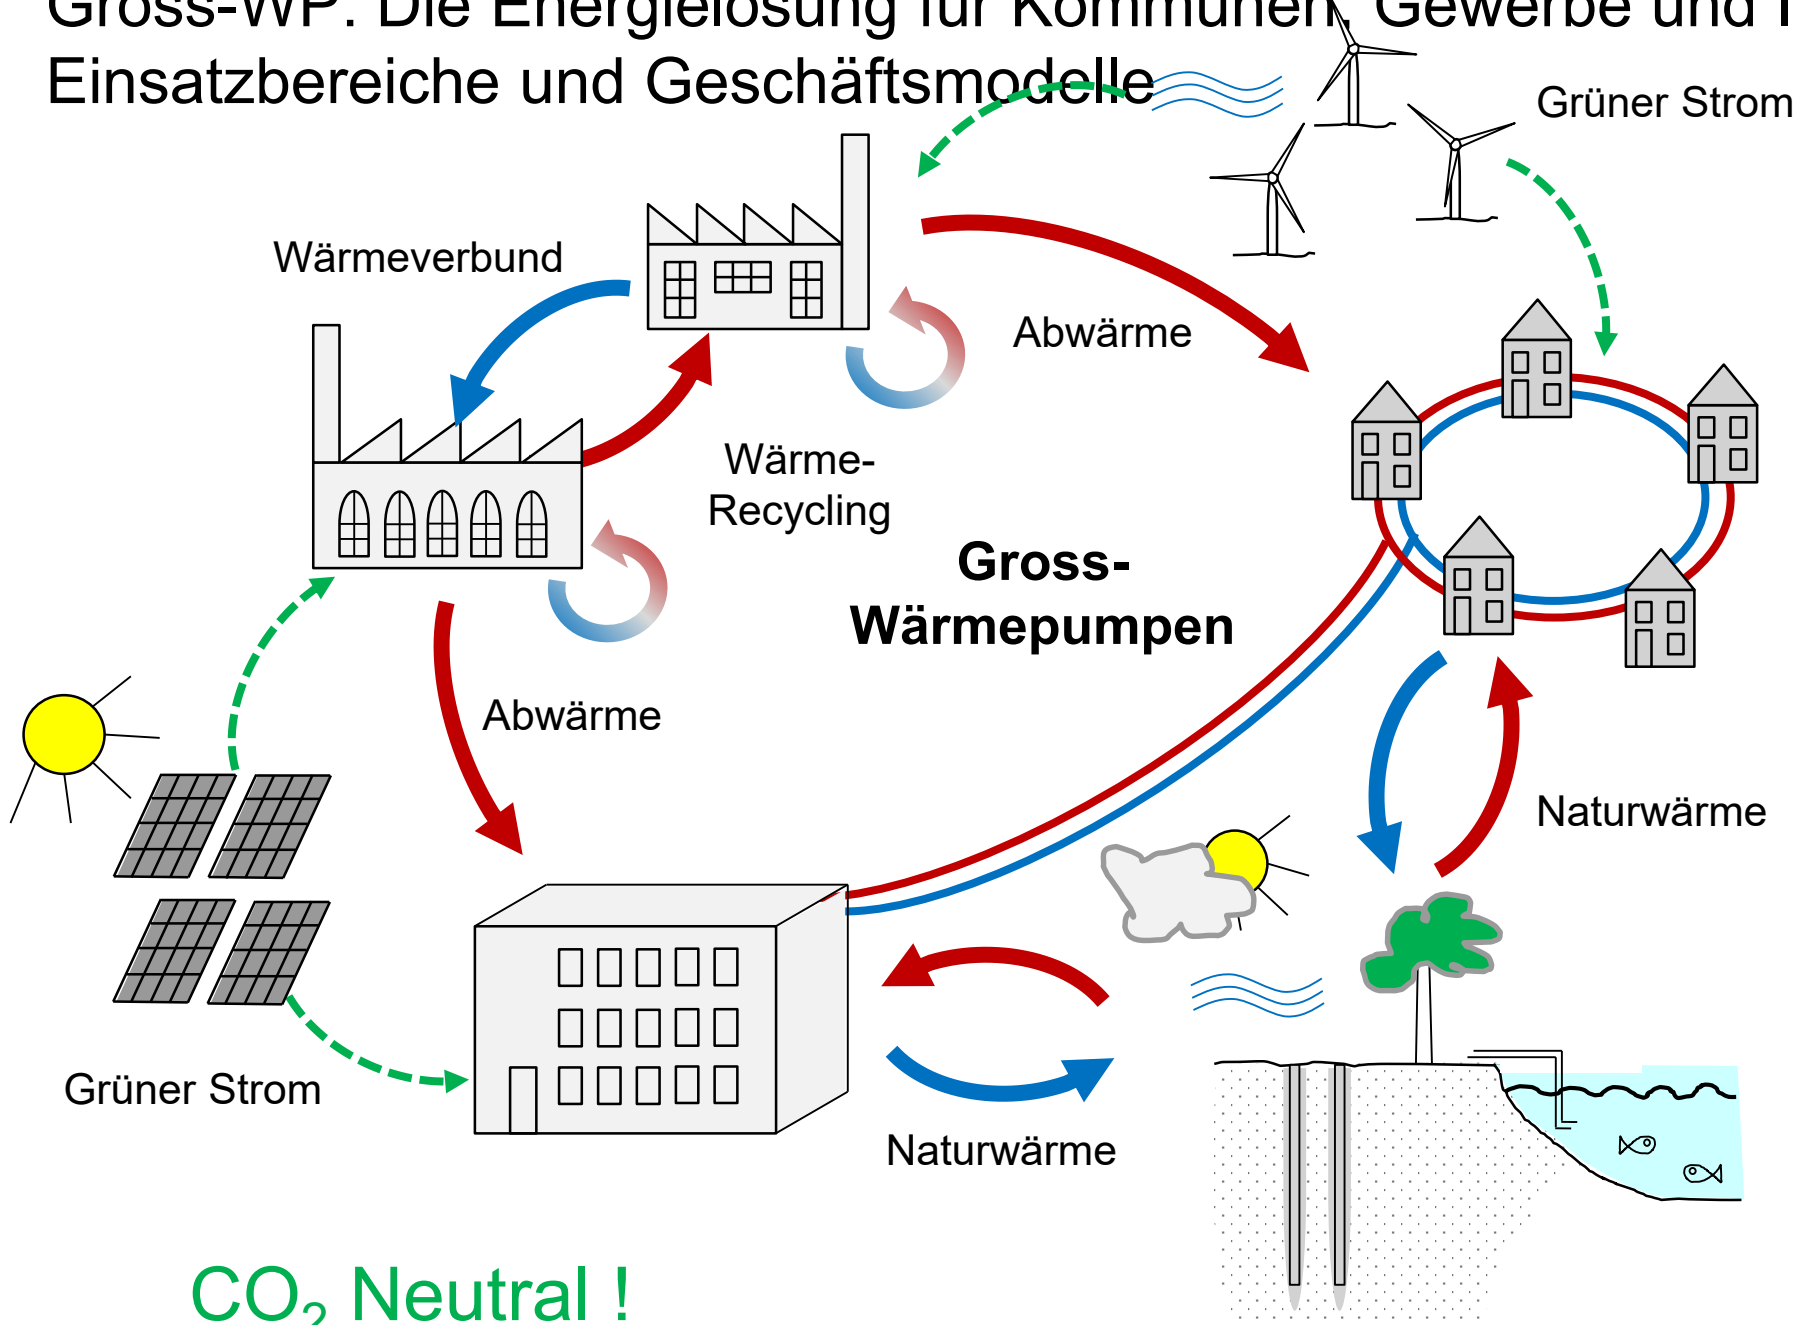 Gross-WP: Die Energielösung für Kommunen, Gewerbe und
Einsatzbereiche und Geschäftsmodelle
Grüner Strom
Wärmeverbund
Abwärme
Wärme-
Recycling
Gross-
Wärmepumpen
Abwärme
Naturwärme
Grüner Strom
Naturwärme
CO₂ Neutral !